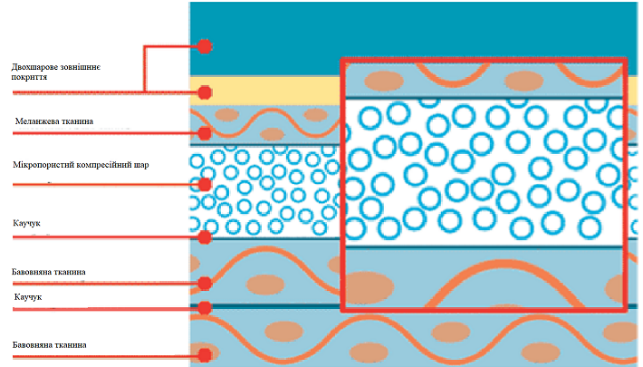 Двохшарове зовнішнє
покриття
Меланжева тканина
Мікропористий компресійний шар
Каучук
Бавовняна тканина
Каучук
Бавовняна тканина